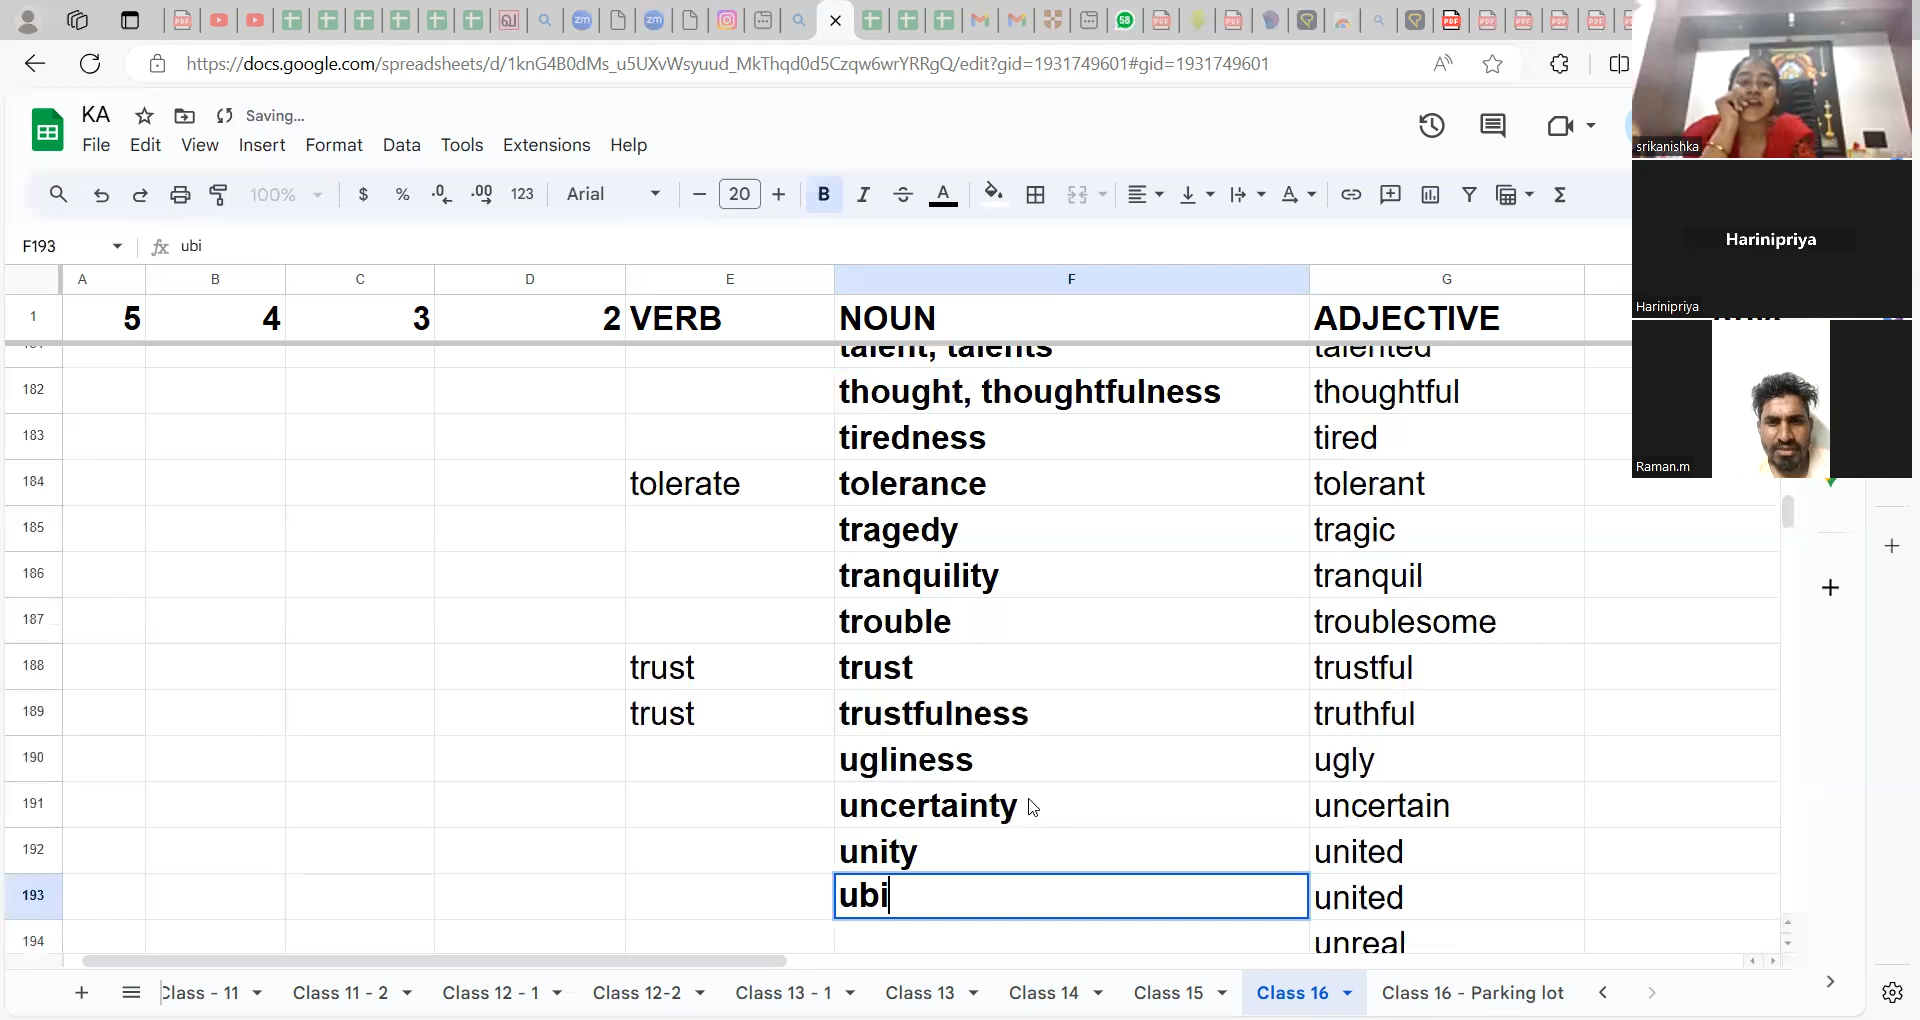 58
https://docs.google.com/spreadsheets/d/1knG4B0dMs_u5UXvWsyuud_MkThqd0d5Czqw6wrYRRgQ/edit?gid=1931749601#gid=1931749601
KA Saving...
File Edit View Insert Format Data Tools Extensions Help
100% $ % .0 .00 123 Arial 20 B I A
F193 fx ubi
A B C D E F G
1 5 4 3 2 VERB NOUN ADJECTIVE
talent, talents talented
182 thought, thoughtfulness thoughtful
183 tiredness tired
184 tolerate tolerance tolerant
185 tragedy tragic
186 tranquility tranquil
187 trouble troublesome
188 trust trust trustful
189 trust trustfulness truthful
190 ugliness ugly
191 uncertainty uncertain
192 unity united
193 ubi united
194 unreal
Class - 11 Class 11 - 2 Class 12 - 1 Class 12-2 Class 13 - 1 Class 13 Class 14 Class 15 Class 16 Class 16 - Parking lot
srikanishka
Harinipriya
Harinipriya
Raman.m